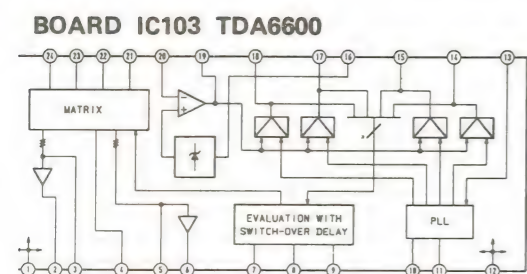 BOARD IC103 TDA6600
24 23 22 21 20 19 18 17 16 15 14 13
MATRIX
EVALUATION WITH
SWITCH-OVER DELAY
PLL
1 2 3 4 5 6 7 8 9 10 11 12